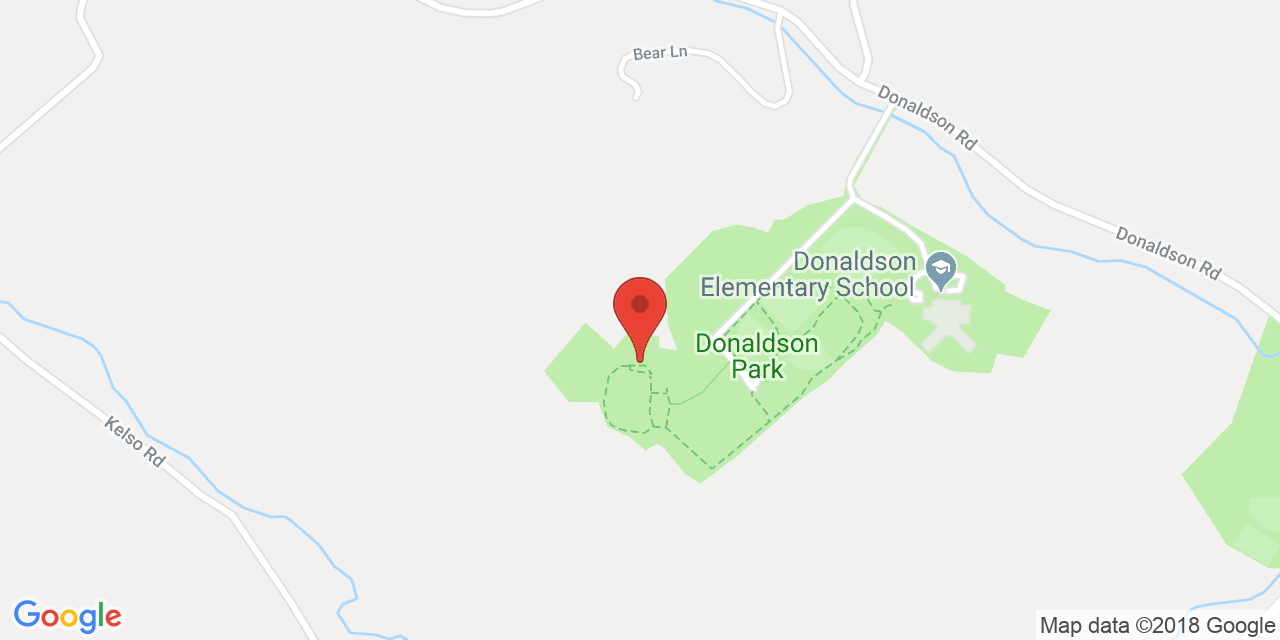 Bear Ln
Donaldson Rd
Donaldson Rd
Donaldson
Elementary School
Donaldson
Park
Kelso Rd
Google
Map data ©2018 Google